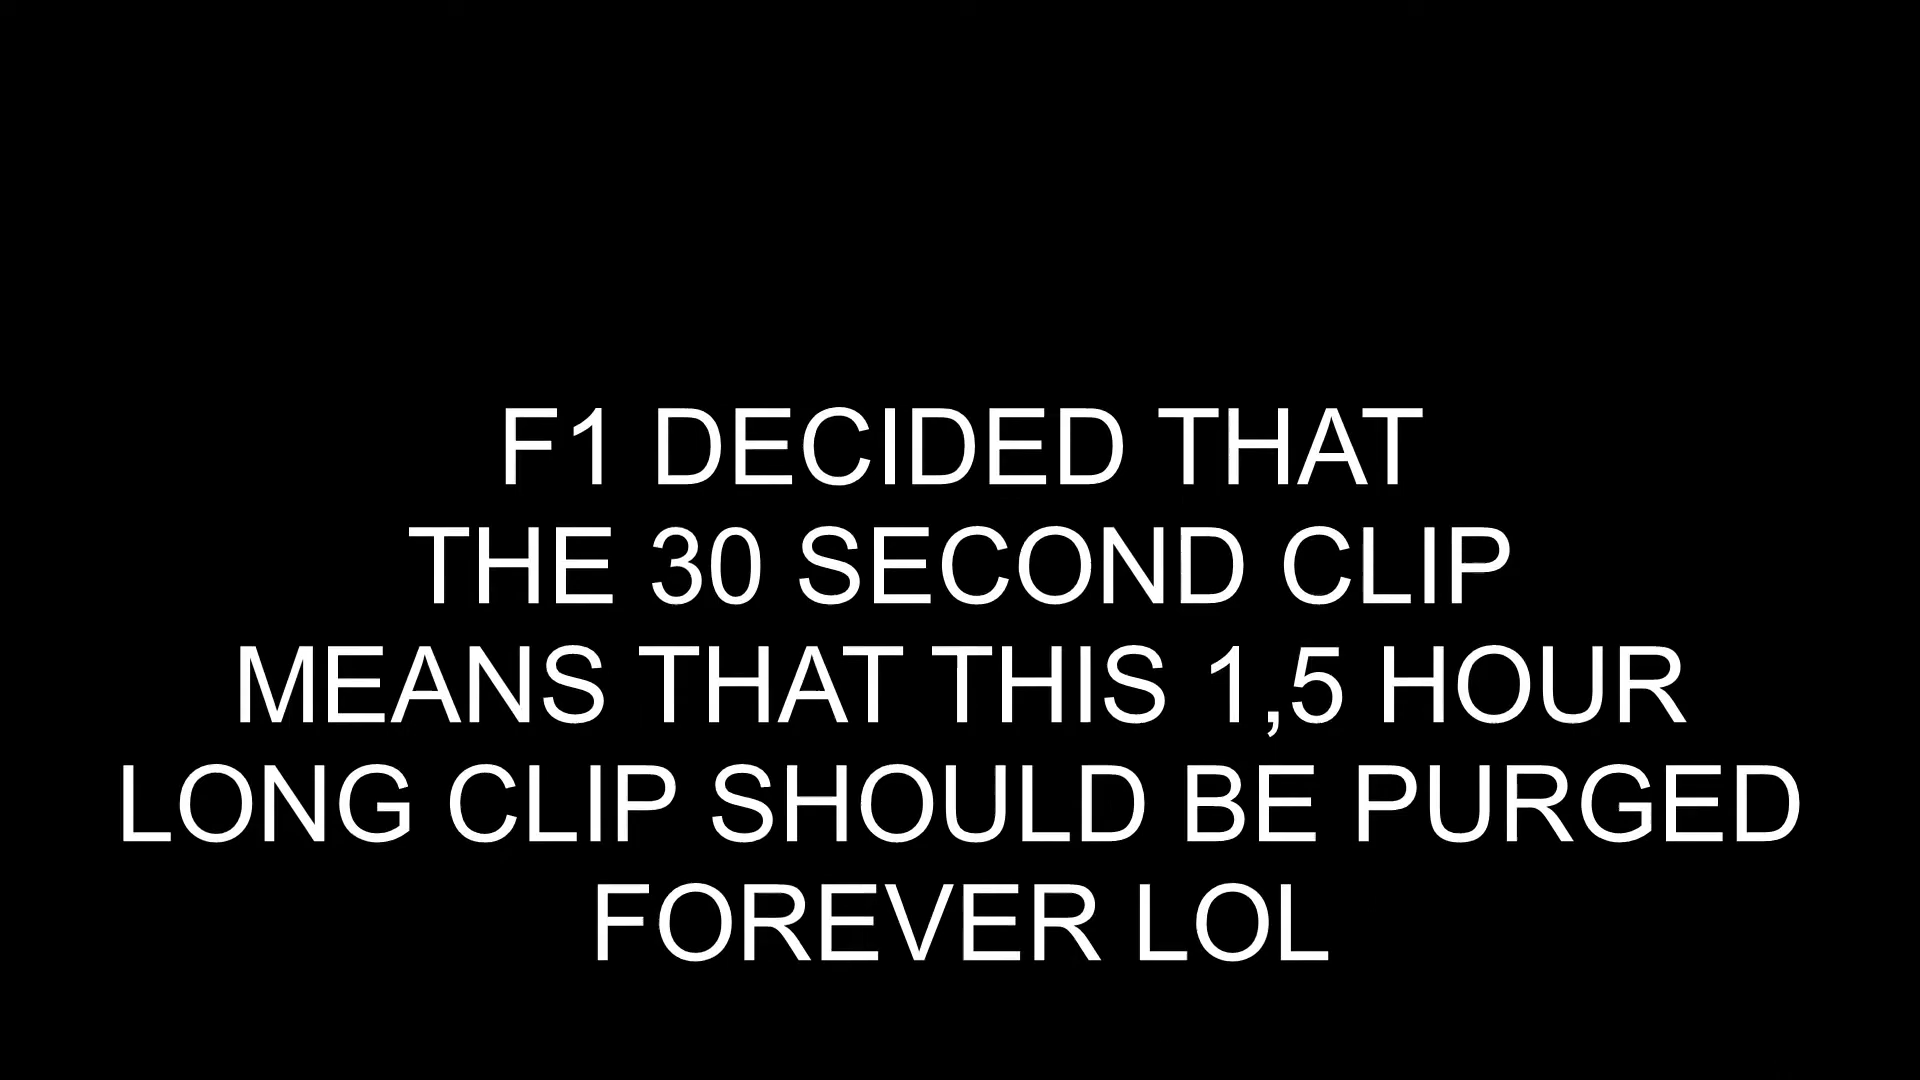 F1 DECIDED THAT
THE 30 SECOND CLIP
MEANS THAT THIS 1,5 HOUR
LONG CLIP SHOULD BE PURGED
FOREVER LOL